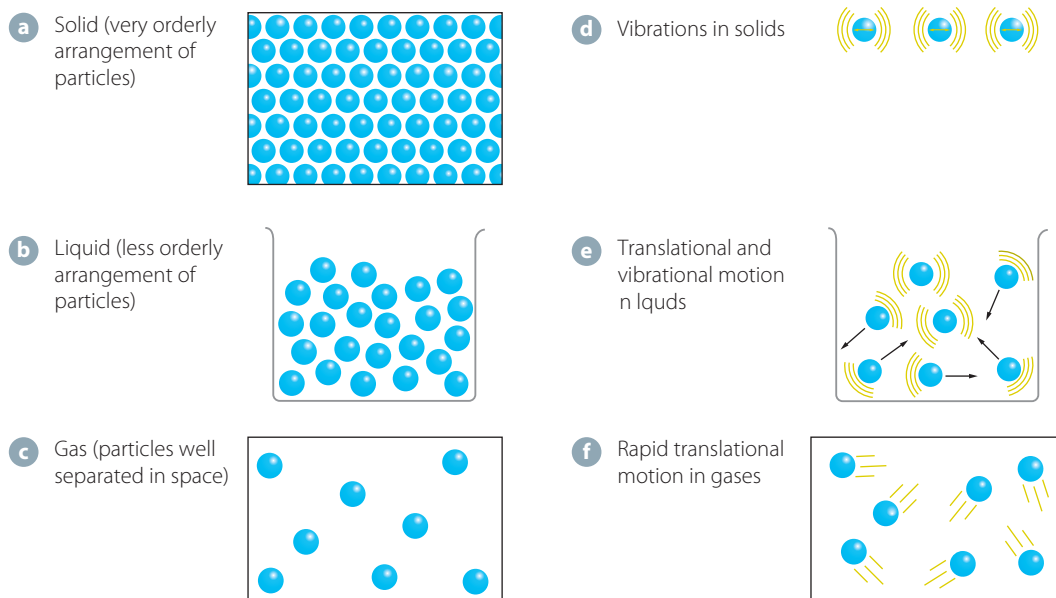 a Solid (very orderly
arrangement of
particles)
b Liquid (less orderly
arrangement of
particles)
c Gas (particles well
separated in space)
d Vibrations in solids
e Translational and
vibrational motion
n lquds
f Rapid translational
motion in gases